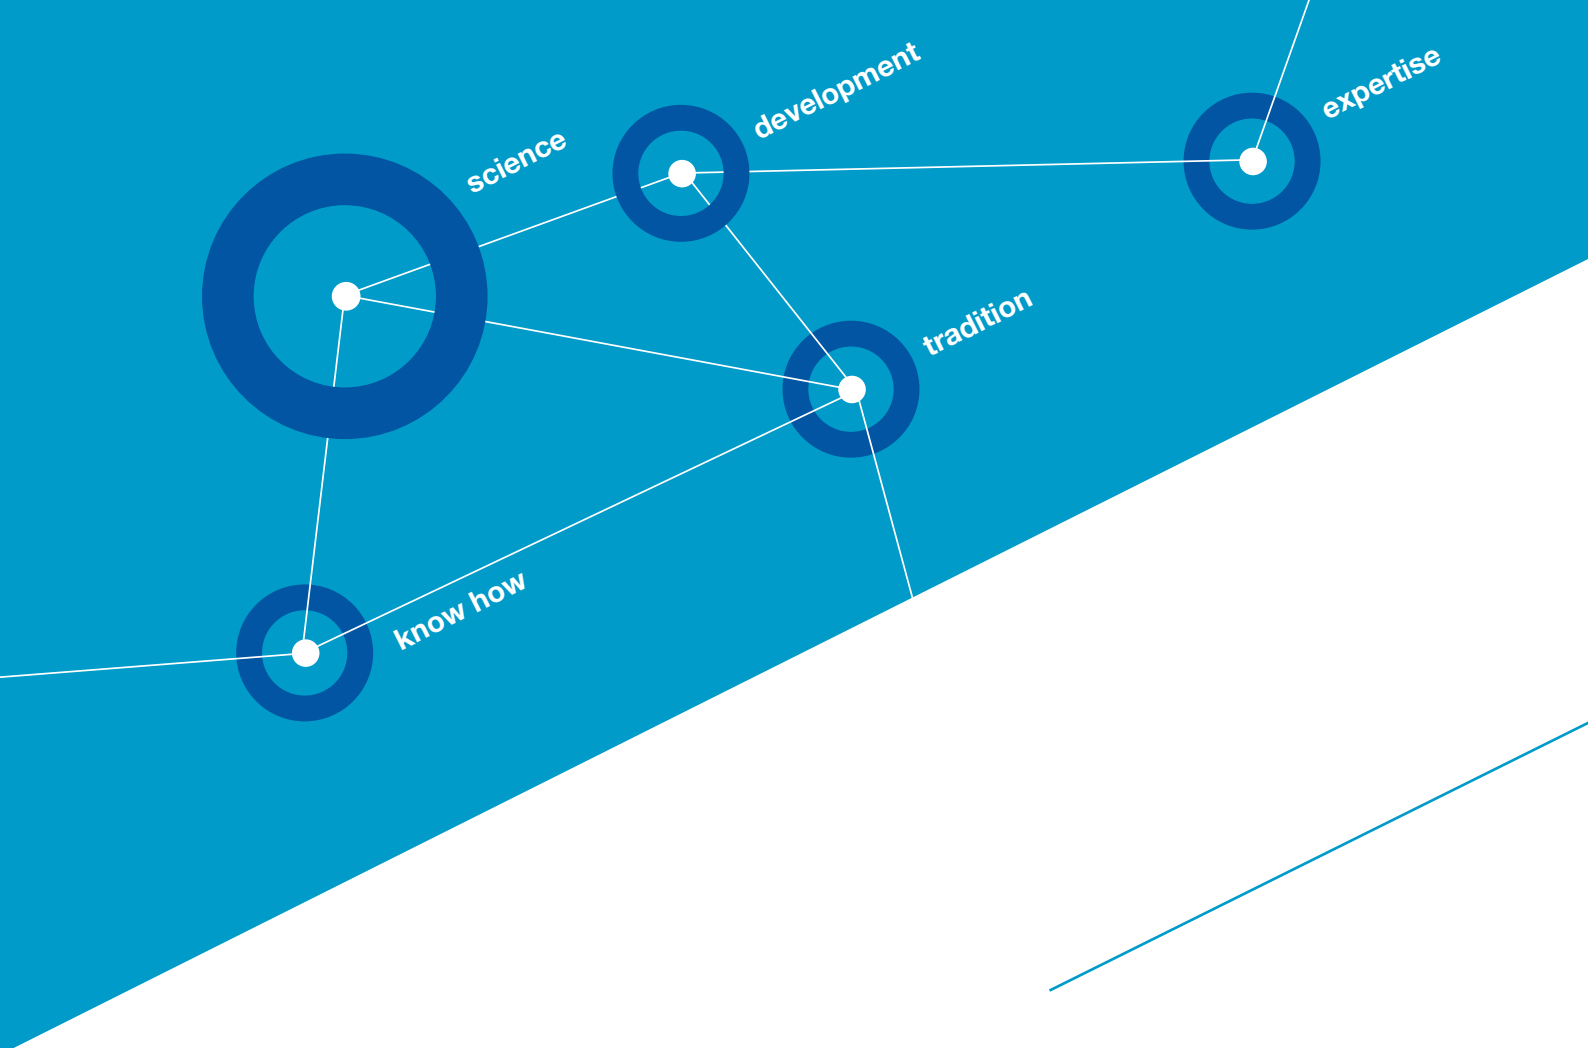 development
expertise
science
tradition
know how